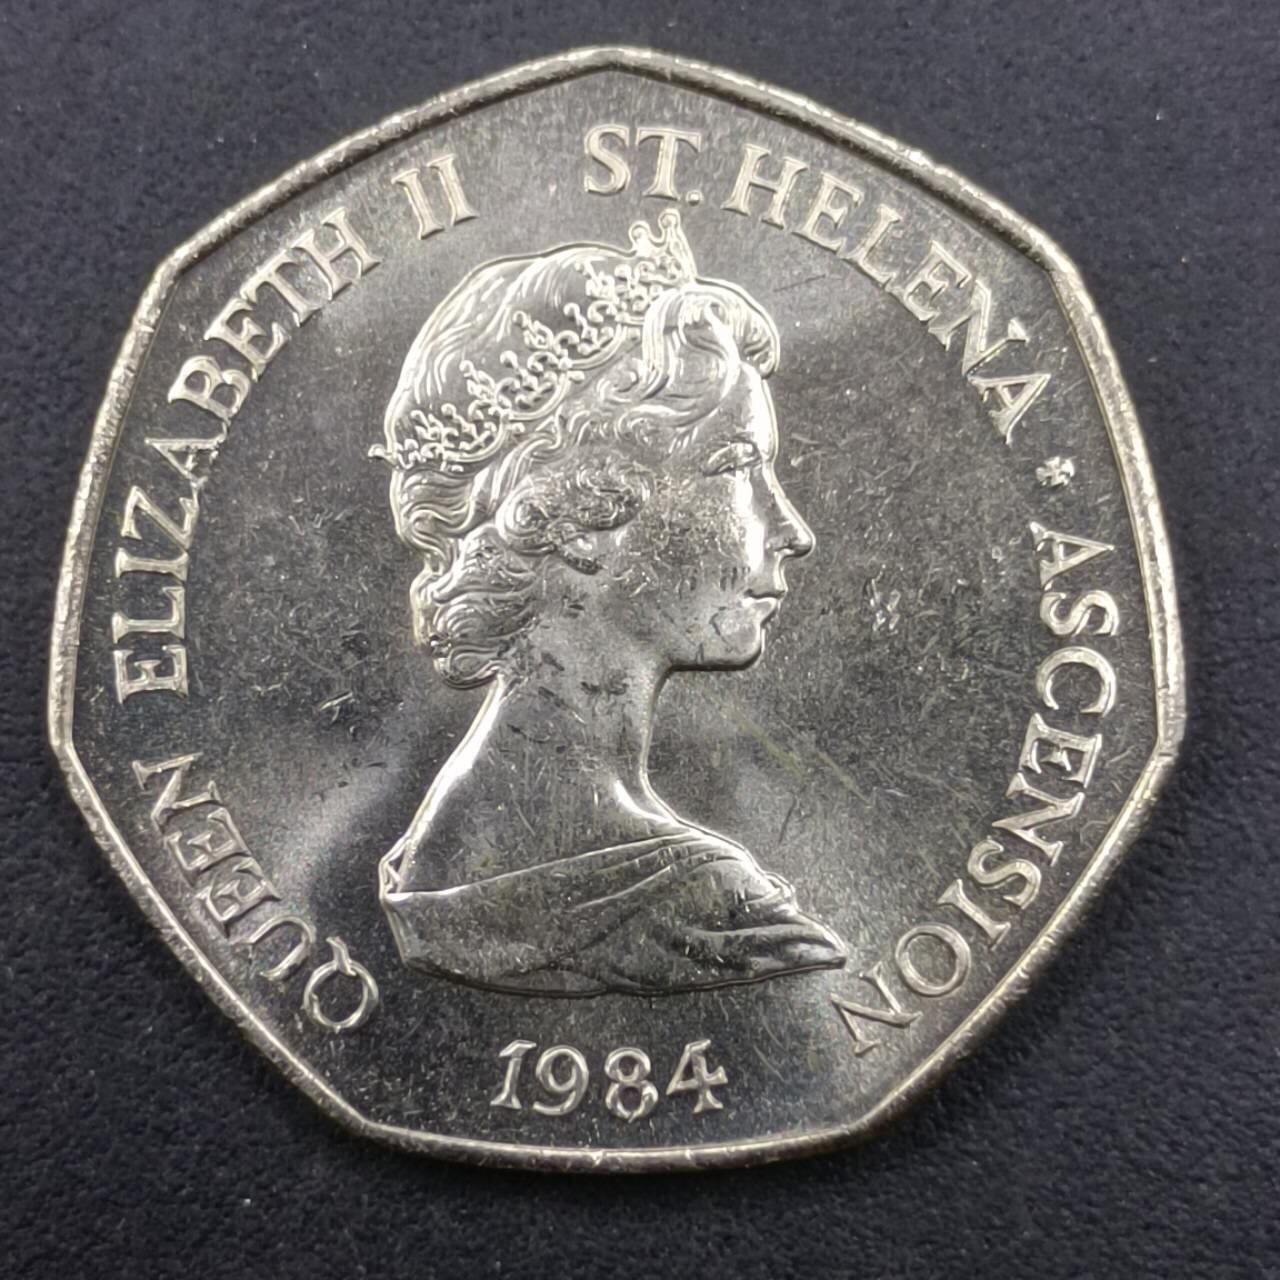 QUEEN ELIZABETH II ST. HELENA * ASCENSION
1984